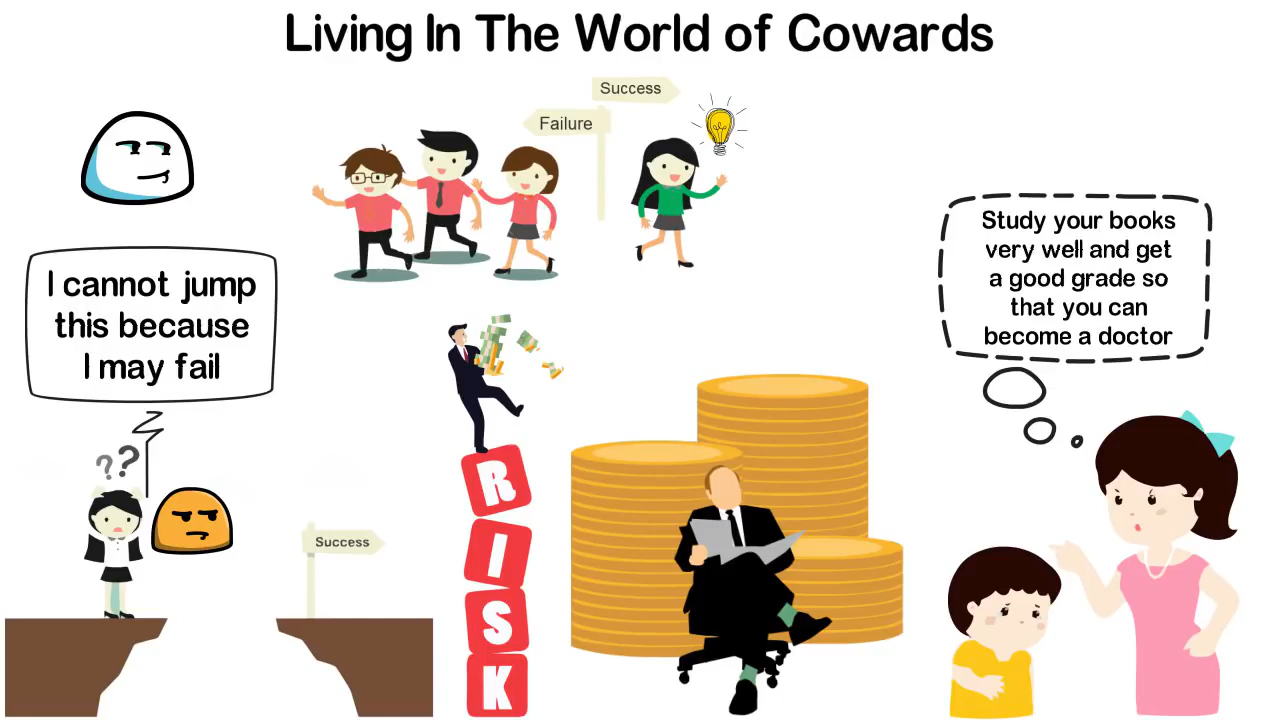 Living In The World of Cowards
Success
Failure
I cannot jump
this because
I may fail
??
Success
R
I
S
K
Study your books
very well and get
a good grade so
that you can
become a doctor